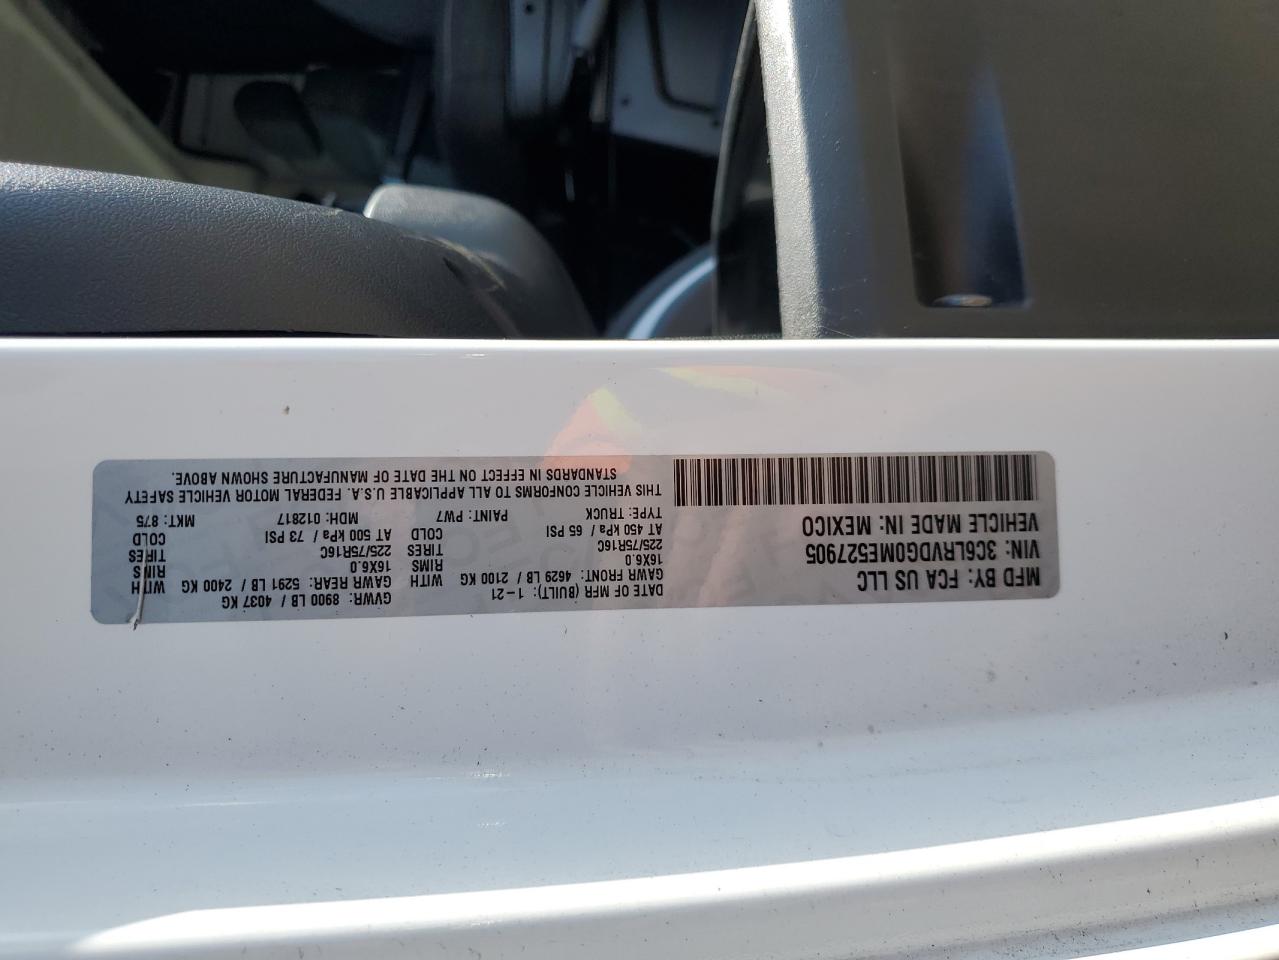 MFD BY: FCA US LLC
VIN: 3C6LRVDG0ME527905
VEHICLE MADE IN: MEXICO
DATE OF MFR (BUILT): 1-21 GVWR: 8900 LB / 4037 KG
GAWR FRONT: 4629 LB / 2100 KG WITH GAWR REAR: 5291 LB / 2400 KG WITH
16X6.0 RIMS 16X6.0 RIMS
225/75R16C TIRES 225/75R16C TIRES
AT 450 kPa / 65 PSI COLD AT 500 kPa / 73 PSI COLD
TYPE: TRUCK PAINT: PW7 MDH: 012817 MKT: 875
THIS VEHICLE CONFORMS TO ALL APPLICABLE U.S.A. FEDERAL MOTOR VEHICLE SAFETY
STANDARDS IN EFFECT ON THE DATE OF MANUFACTURE SHOWN ABOVE.